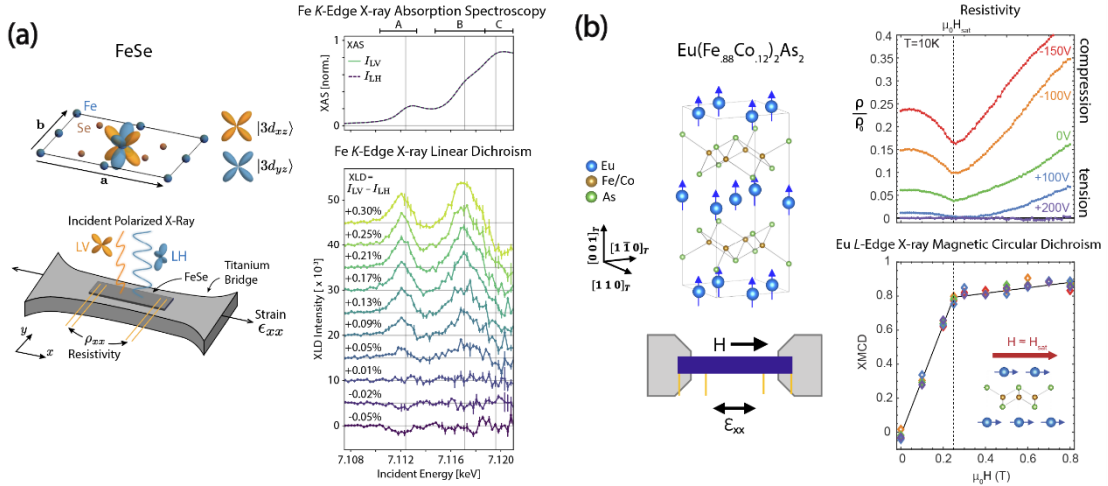 (a)
FeSe
Fe
Se
b
a
|3d_xz⟩
|3d_yz⟩
Incident Polarized X-Ray
LV
LH
FeSe
Titanium
Bridge
Strain
ϵ_xx
ρ_xx
Resistivity
y
x
Fe K-Edge X-ray Absorption Spectroscopy
A
B
C
XAS
I_LV
I_LH
XAS [norm.]
1
0
Fe K-Edge X-ray Linear Dichroism
XLD =
I_LV − I_LH
+0.30%
+0.25%
+0.21%
+0.17%
+0.13%
+0.09%
+0.05%
+0.01%
-0.02%
-0.05%
XLD Intensity [x 10³]
50
40
30
20
10
0
7.108
7.112
7.116
7.120
Incident Energy [keV]
(b)
Eu(Fe.88Co.12)2As2
Eu
Fe/Co
As
[0 0 1]T
[1 1̄ 0]T
[1 1 0]T
H
Ɛxx
Resistivity
μ0Hsat
T=10K
-150V
-100V
0V
+100V
+200V
compression
tension
0.4
0.35
0.3
0.25
0.2
0.15
0.1
0.05
0
Eu L-Edge X-ray Magnetic Circular Dichroism
XMCD
1
0.8
0.6
0.4
0.2
0
H = Hsat
0
0.2
0.4
0.6
0.8
μ0H (T)